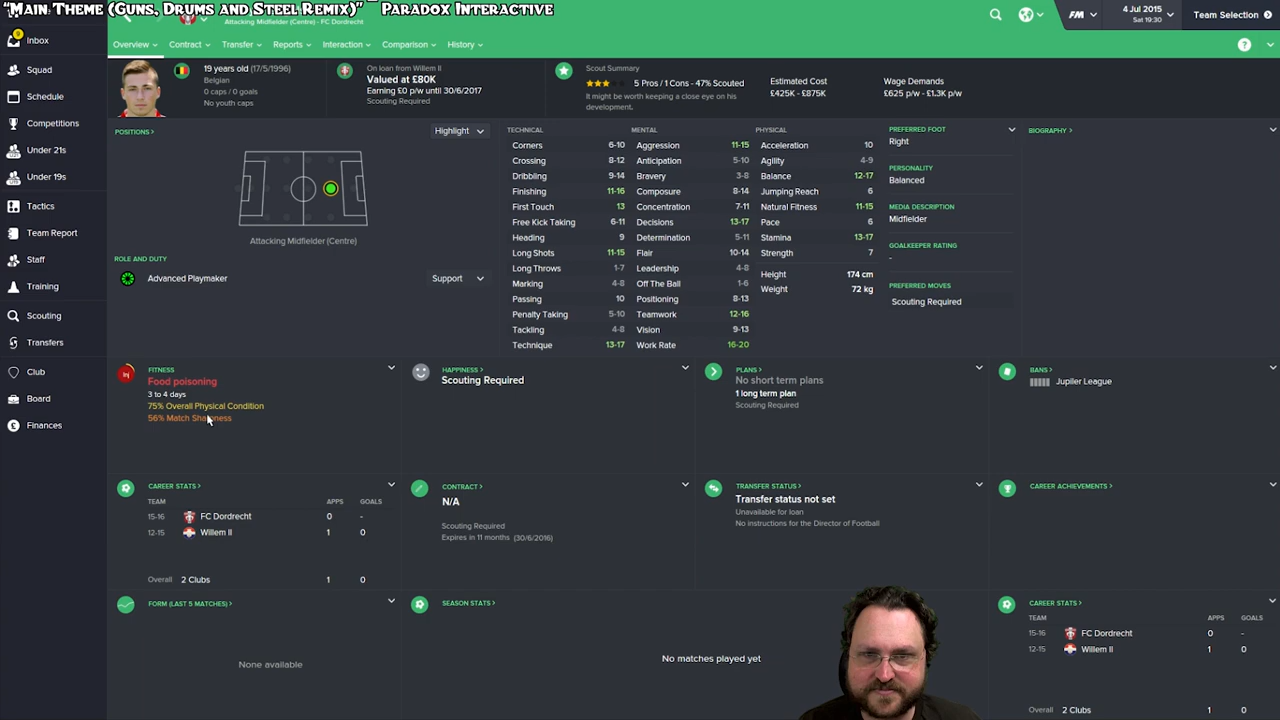 "Main Theme (Guns, Drums and Steel Remix)" - Paradox Interactive
Attacking Midfielder (Centre) - FC Dordrecht
FM
4 Jul 2015
Sat 19:30
Team Selection
9
Inbox
Squad
Schedule
Competitions
Under 21s
Under 19s
Tactics
Team Report
Staff
Training
Scouting
Transfers
Club
Board
Finances
Overview
Contract
Transfer
Reports
Interaction
Comparison
History
?
19 years old (17/5/1996)
Belgian
0 caps / 0 goals
No youth caps
On loan from Willem II
Valued at £80K
Earning £0 p/w until 30/6/2017
Scouting Required
Scout Summary
5 Pros / 1 Cons - 47% Scouted
It might be worth keeping a close eye on his
development.
Estimated Cost
£425K - £875K
Wage Demands
£625 p/w - £1.3K p/w
POSITIONS >
Highlight
Attacking Midfielder (Centre)
ROLE AND DUTY
Advanced Playmaker
Support
TECHNICAL
Corners 6-10
Crossing 8-12
Dribbling 9-14
Finishing 11-16
First Touch 13
Free Kick Taking 6-11
Heading 9
Long Shots 11-15
Long Throws 1-7
Marking 4-8
Passing 10
Penalty Taking 5-10
Tackling 4-8
Technique 13-17
MENTAL
Aggression 11-15
Anticipation 5-10
Bravery 3-8
Composure 8-14
Concentration 7-11
Decisions 13-17
Determination 5-11
Flair 10-14
Leadership 4-8
Off The Ball 1-6
Positioning 8-13
Teamwork 12-16
Vision 9-13
Work Rate 16-20
PHYSICAL
Acceleration 10
Agility 4-9
Balance 12-17
Jumping Reach 6
Natural Fitness 11-15
Pace 6
Stamina 13-17
Strength 7
Height 174 cm
Weight 72 kg
PREFERRED FOOT
Right
PERSONALITY
Balanced
MEDIA DESCRIPTION
Midfielder
GOALKEEPER RATING
-
PREFERRED MOVES
Scouting Required
BIOGRAPHY >
Inj
FITNESS
Food poisoning
3 to 4 days
75% Overall Physical Condition
56% Match Sharpness
HAPPINESS >
Scouting Required
PLANS >
No short term plans
1 long term plan
Scouting Required
BANS >
Jupiler League
CAREER STATS >
TEAM APPS GOALS
15-16 FC Dordrecht 0 -
12-15 Willem II 1 0
Overall 2 Clubs 1 0
CONTRACT >
N/A
Scouting Required
Expires in 11 months (30/6/2016)
TRANSFER STATUS >
Transfer status not set
Unavailable for loan
No instructions for the Director of Football
CAREER ACHIEVEMENTS >
FORM (LAST 5 MATCHES) >
None available
SEASON STATS >
No matches played yet
CAREER STATS >
TEAM APPS GOALS
15-16 FC Dordrecht 0 -
12-15 Willem II 1 0
Overall 2 Clubs 1 0